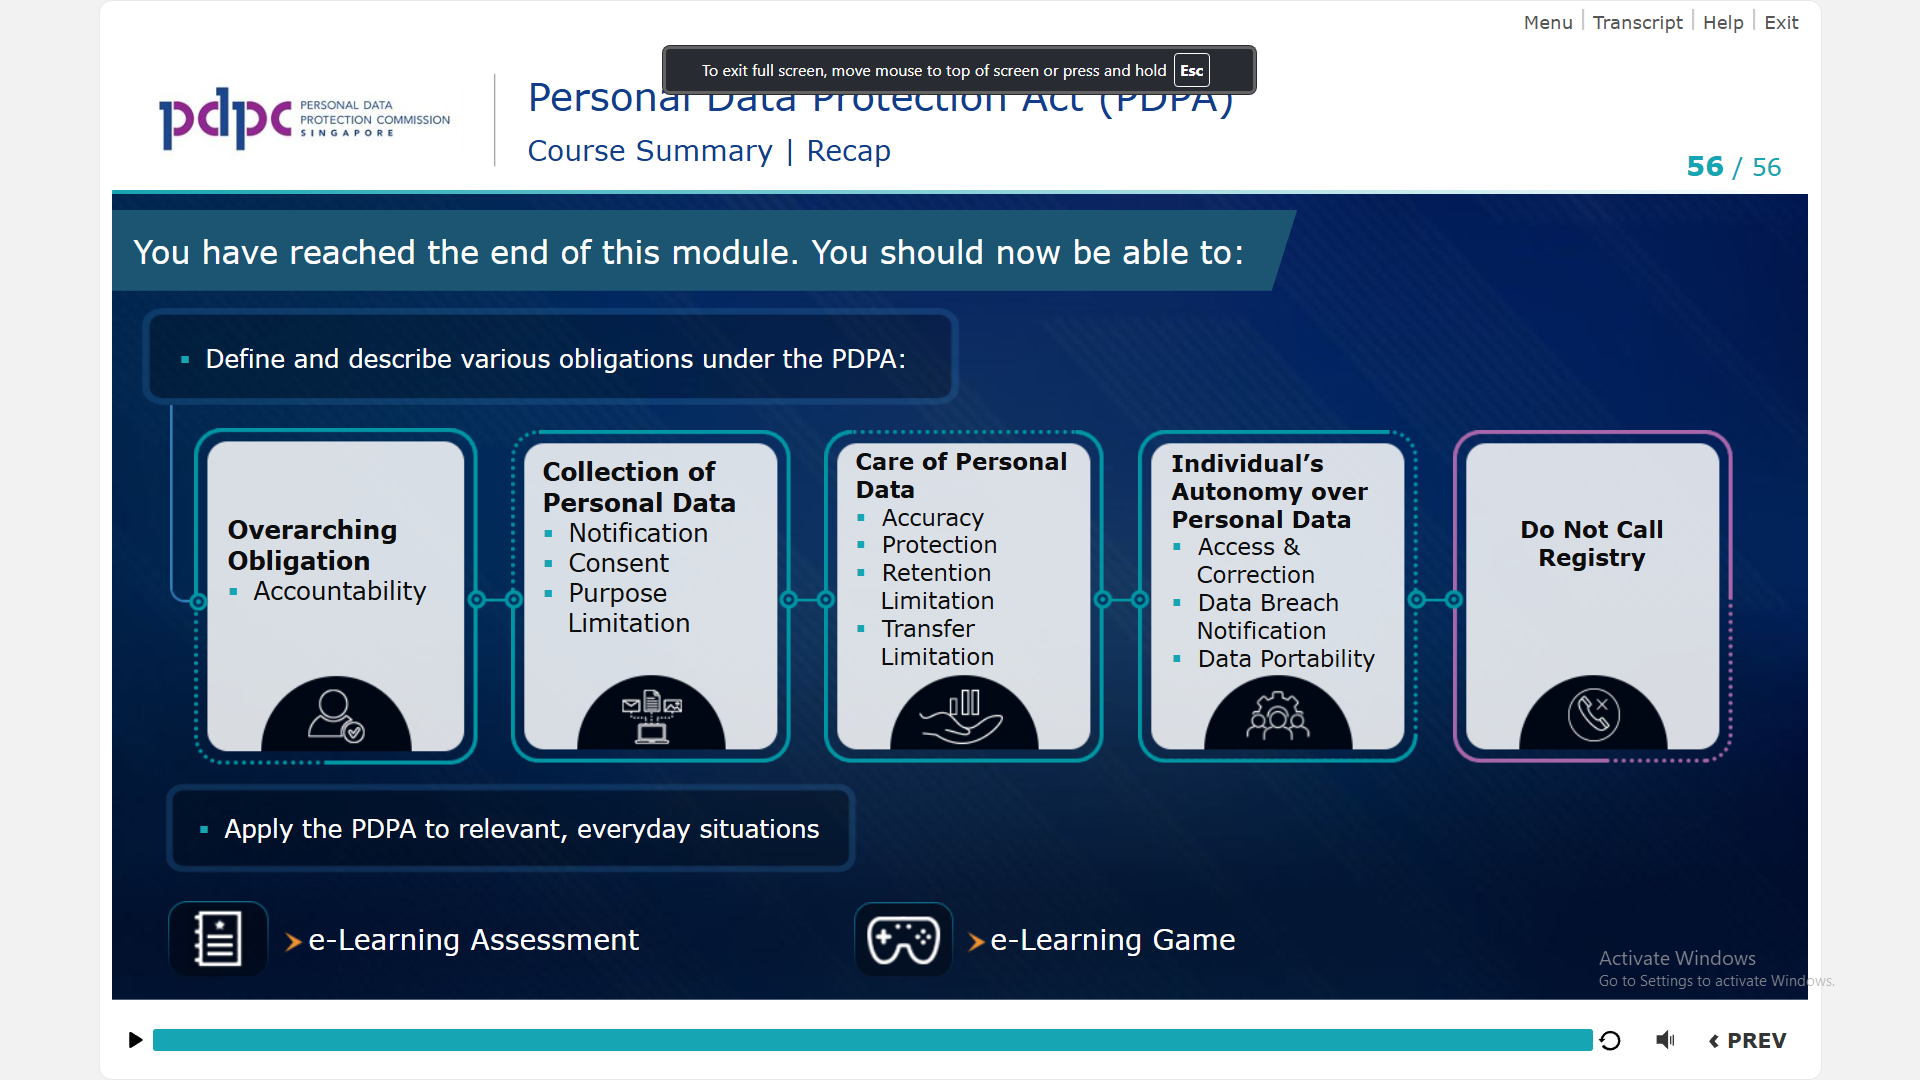 Menu Transcript Help Exit
To exit full screen, move mouse to top of screen or press and hold Esc
pdpc PERSONAL DATA
PROTECTION COMMISSION
SINGAPORE
Personal Data Protection Act (PDPA)
Course Summary | Recap
56 / 56
You have reached the end of this module. You should now be able to:
▪ Define and describe various obligations under the PDPA:
Overarching
Obligation
▪ Accountability
Collection of
Personal Data
▪ Notification
▪ Consent
▪ Purpose
Limitation
Care of Personal
Data
▪ Accuracy
▪ Protection
▪ Retention
Limitation
▪ Transfer
Limitation
Individual’s
Autonomy over
Personal Data
▪ Access &
Correction
▪ Data Breach
Notification
▪ Data Portability
Do Not Call
Registry
▪ Apply the PDPA to relevant, everyday situations
e-Learning Assessment
e-Learning Game
Activate Windows
Go to Settings to activate Windows.
PREV